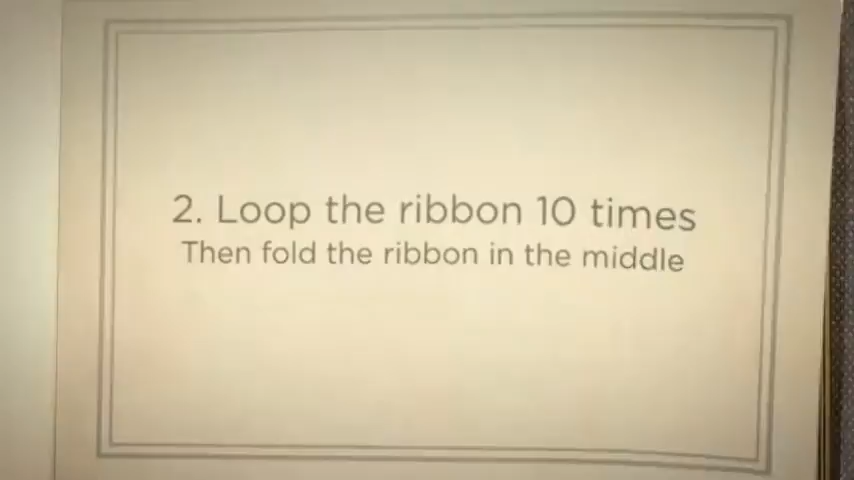 2. Loop the ribbon 10 times
Then fold the ribbon in the middle